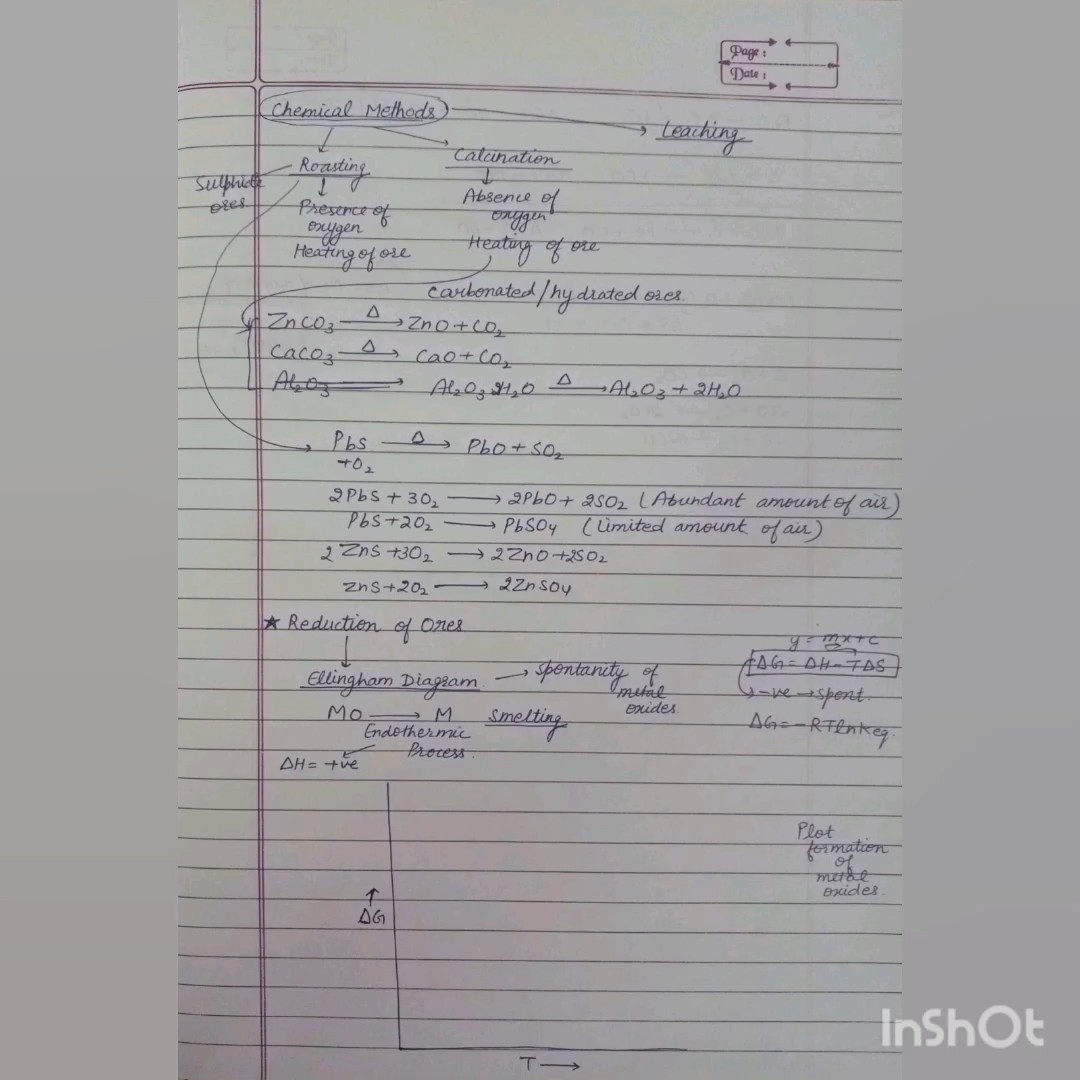 Page :
Date :
Chemical Methods
Leaching
Roasting
Calcination
Sulphide
ores
Presence of
oxygen
Heating of ore
Absence of
oxygen
Heating of ore
Carbonated/hydrated ores
ZnCO₃ —Δ→ ZnO + CO₂
CaCO₃ —Δ→ CaO + CO₂
Al₂O₃ → Al₂O₃ 2H₂O —Δ→ Al₂O₃ + 2H₂O
PbS —Δ→ PbO + SO₂
+O₂
2PbS + 3O₂ → 2PbO + 2SO₂ (Abundant amount of air)
PbS + 2O₂ → PbSO₄ (Limited amount of air)
2 ZnS + 3O₂ → 2ZnO + 2SO₂
ZnS + 2O₂ → 2ZnSO₄
★ Reduction of Ores
Ellingham Diagram → Spontanity of
metal
oxides
y = mx + c
ΔG = ΔH - TΔS
-ve → spont.
ΔG = - RTlnKeq.
MO → M Smelting
Endothermic
Process.
ΔH = +ve
Plot
formation
of
metal
oxides.
↑
ΔG
T →
InShOt